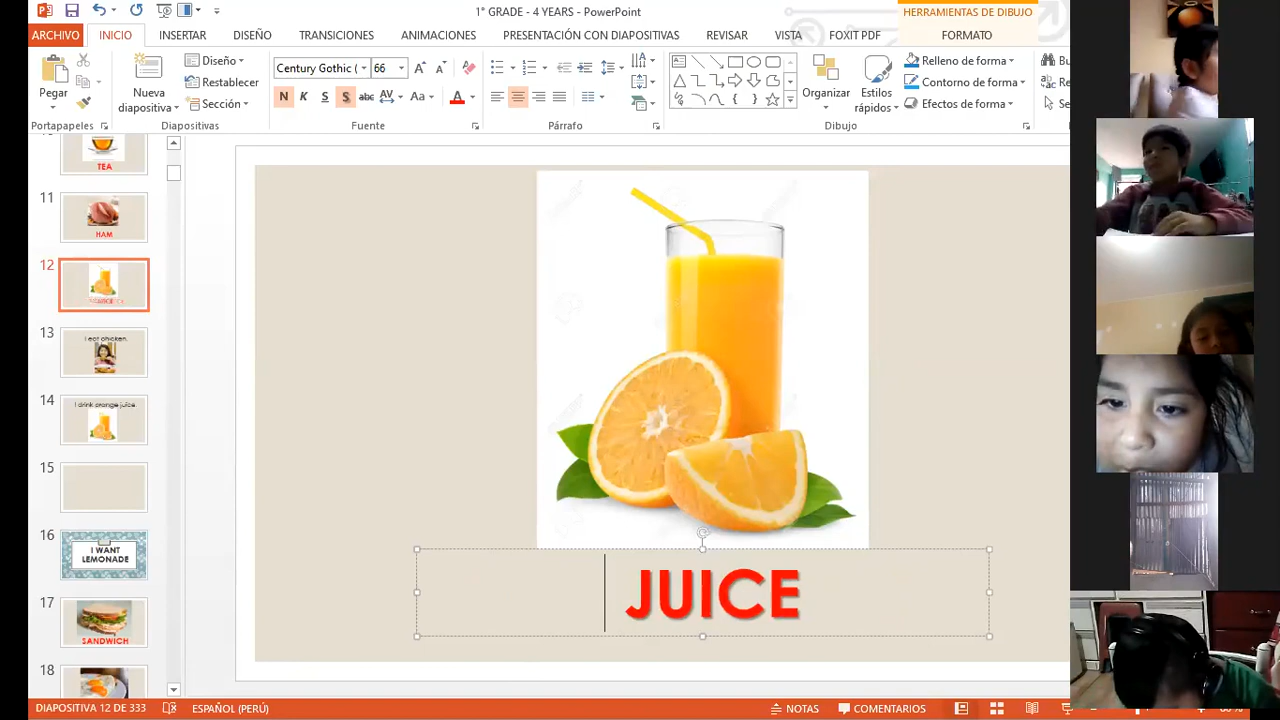 1° GRADE - 4 YEARS - PowerPoint
HERRAMIENTAS DE DIBUJO
ARCHIVO INICIO INSERTAR DISEÑO TRANSICIONES ANIMACIONES PRESENTACIÓN CON DIAPOSITIVAS REVISAR VISTA FOXIT PDF FORMATO
Pegar
Nueva diapositiva
Diseño
Restablecer
Sección
Century Gothic ( 66
N K S S abc AV Aa A
Organizar
Estilos rápidos
Relleno de forma
Contorno de forma
Efectos de forma
Portapapeles Diapositivas Fuente Párrafo Dibujo
TEA
11
HAM
12
13
I eat chicken.
14
I drink orange juice.
15
16
I WANT
LEMONADE
17
SANDWICH
18
JUICE
DIAPOSITIVA 12 DE 333 ESPAÑOL (PERÚ) NOTAS COMENTARIOS